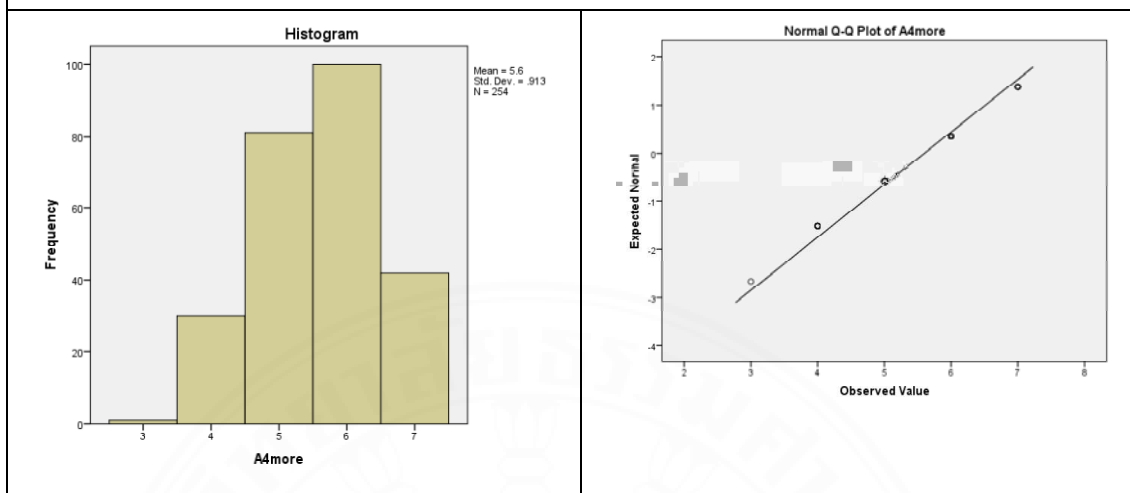 Histogram
Mean = 5.6
Std. Dev. = .913
N = 254
Frequency
100
80
60
40
20
0
3 4 5 6 7
A4more
Normal Q-Q Plot of A4more
Expected Normal
2
1
0
-1
-2
-3
-4
2 3 4 5 6 7 8
Observed Value